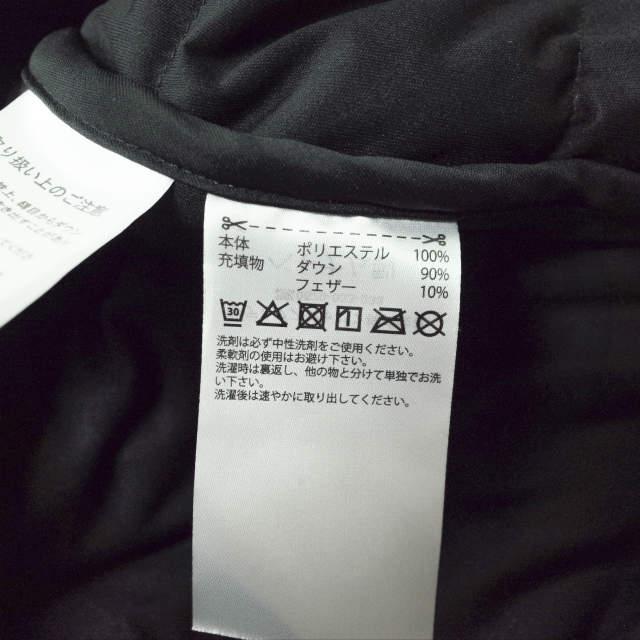 たり扱い上のご注意
本体 ポリエステル 100%
充填物 ダウン 90%
フェザー 10%
30
洗剤は必ず中性洗剤をご使用ください。
柔軟剤の使用はお避け下さい。
洗濯時は裏返し、他の物と分けて単独でお洗
い下さい。
洗濯後は速やかに取り出してください。